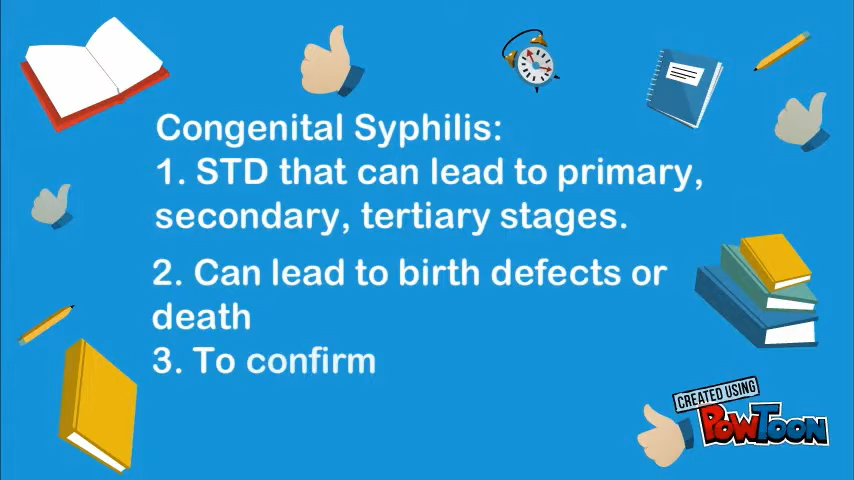 Congenital Syphilis:
1. STD that can lead to primary,
secondary, tertiary stages.
2. Can lead to birth defects or
death
3. To confirm
CREATED USING
POWTOON